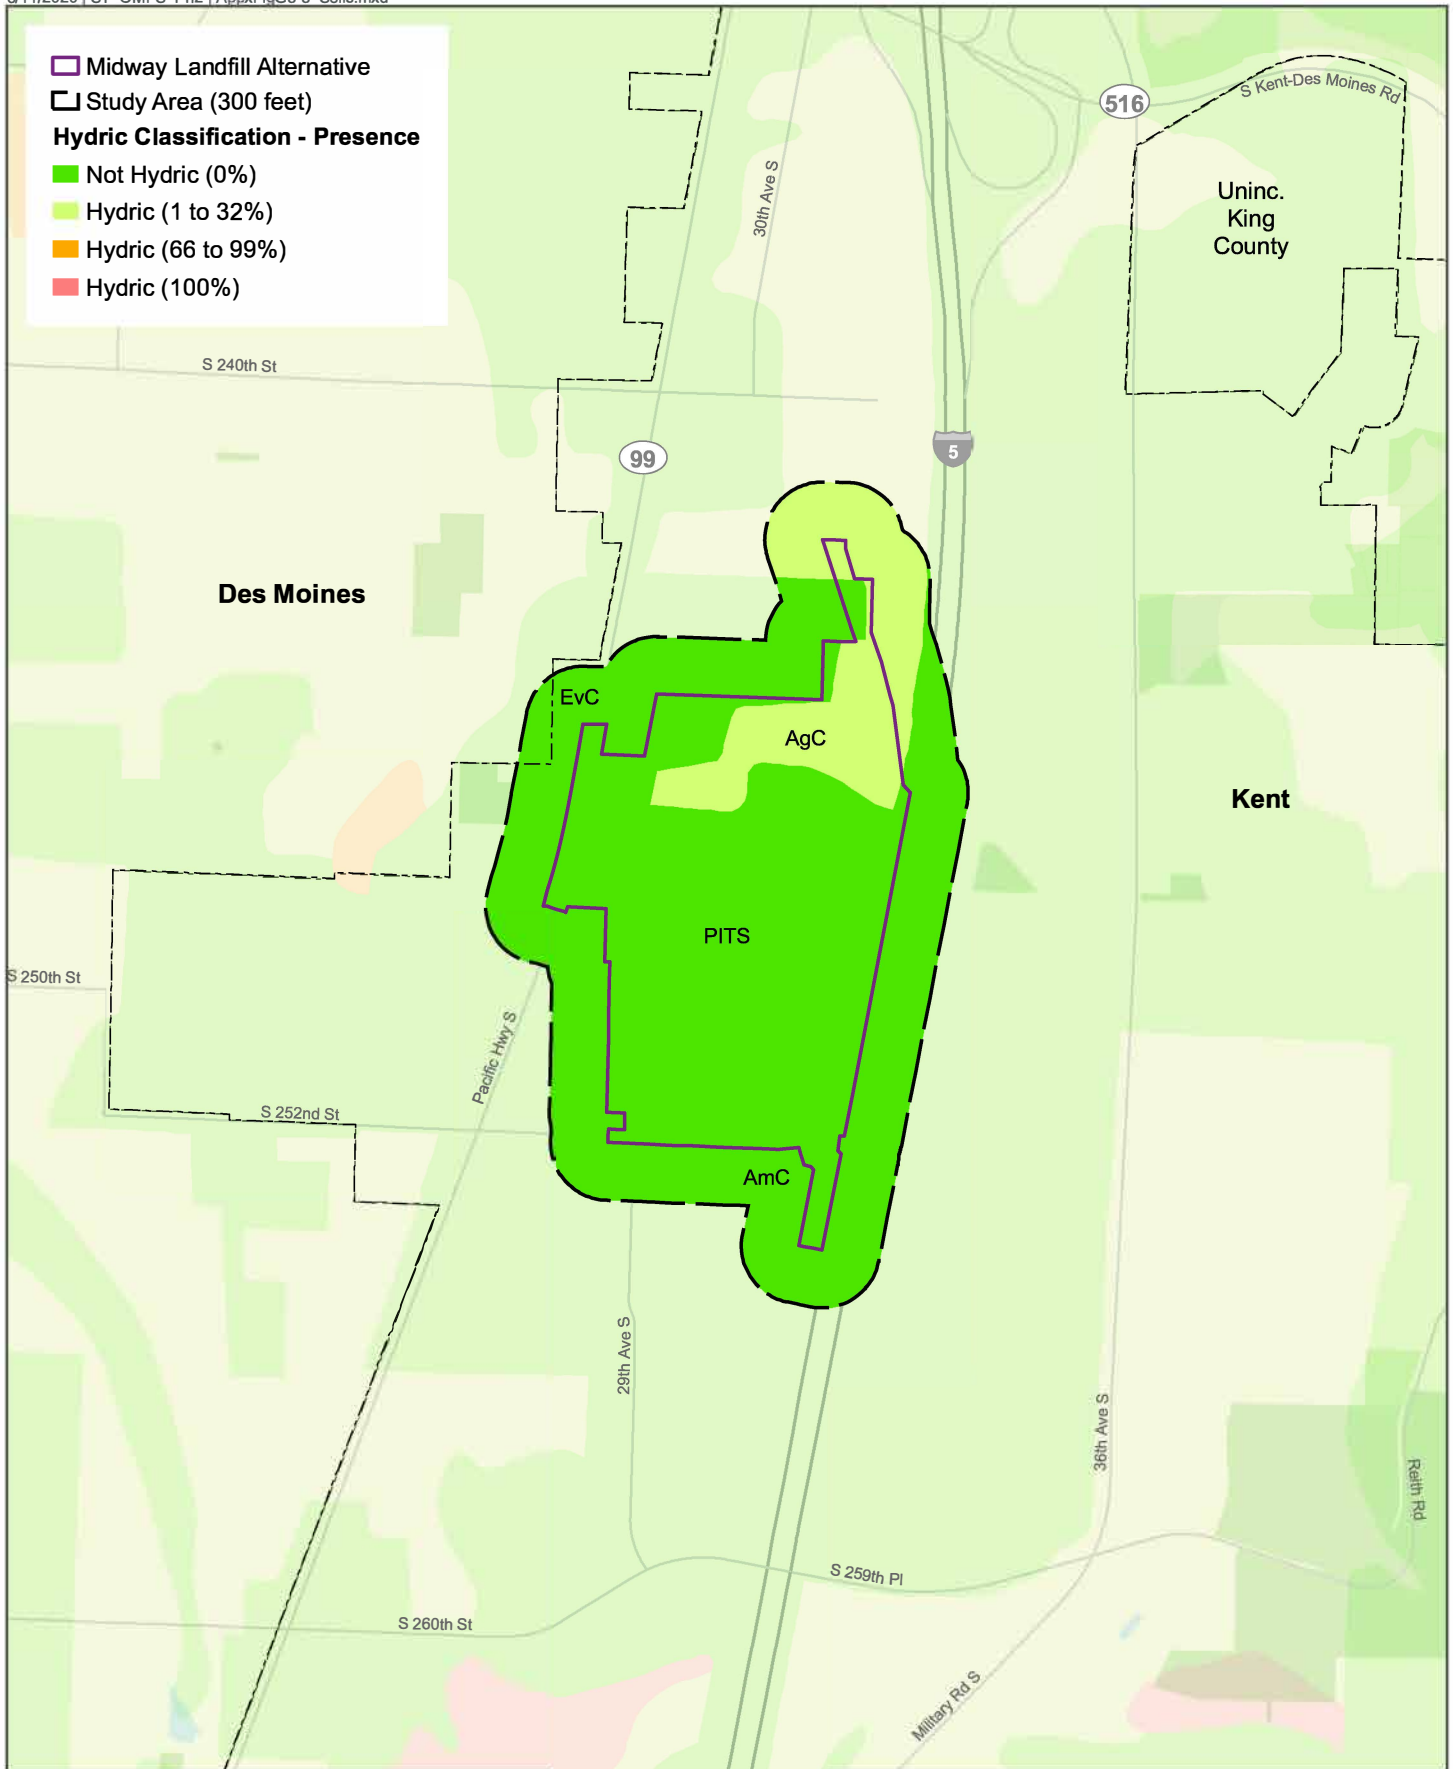 Midway Landfill Alternative
Study Area (300 feet)
Hydric Classification - Presence
Not Hydric (0%)
Hydric (1 to 32%)
Hydric (66 to 99%)
Hydric (100%)
516
S Kent-Des Moines Rd
30th Ave S
Uninc.
King
County
S 240th St
99
5
Des Moines
EvC
AgC
Kent
PITS
S 250th St
Pacific Hwy S
S 252nd St
AmC
29th Ave S
36th Ave S
Reith Rd
S 259th Pl
S 260th St
Military Rd S